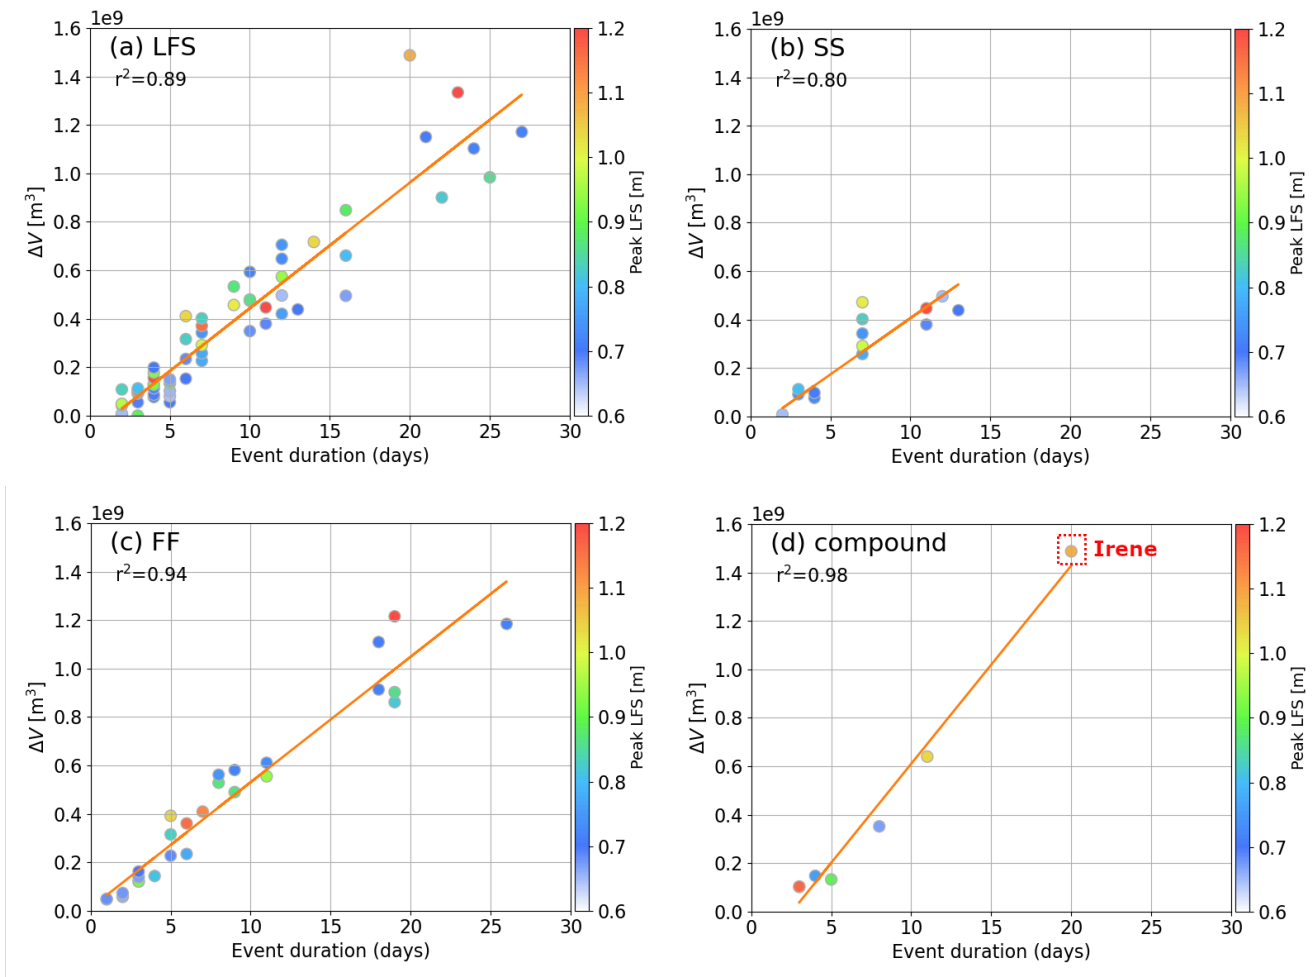 1e9
(a) LFS
r²=0.89
1.6
1.4
1.2
1.0
0.8
0.6
0.4
0.2
0.0
ΔV [m³]
0 5 10 15 20 25 30
Event duration (days)
1.2
1.1
1.0
0.9
0.8
0.7
0.6
Peak LFS [m]
1e9
(b) SS
r²=0.80
1.6
1.4
1.2
1.0
0.8
0.6
0.4
0.2
0.0
ΔV [m³]
0 5 10 15 20 25 30
Event duration (days)
1.2
1.1
1.0
0.9
0.8
0.7
0.6
Peak LFS [m]
1e9
(c) FF
r²=0.94
1.6
1.4
1.2
1.0
0.8
0.6
0.4
0.2
0.0
ΔV [m³]
0 5 10 15 20 25 30
Event duration (days)
1.2
1.1
1.0
0.9
0.8
0.7
0.6
Peak LFS [m]
1e9
(d) compound
r²=0.98
Irene
1.6
1.4
1.2
1.0
0.8
0.6
0.4
0.2
0.0
ΔV [m³]
0 5 10 15 20 25 30
Event duration (days)
1.2
1.1
1.0
0.9
0.8
0.7
0.6
Peak LFS [m]